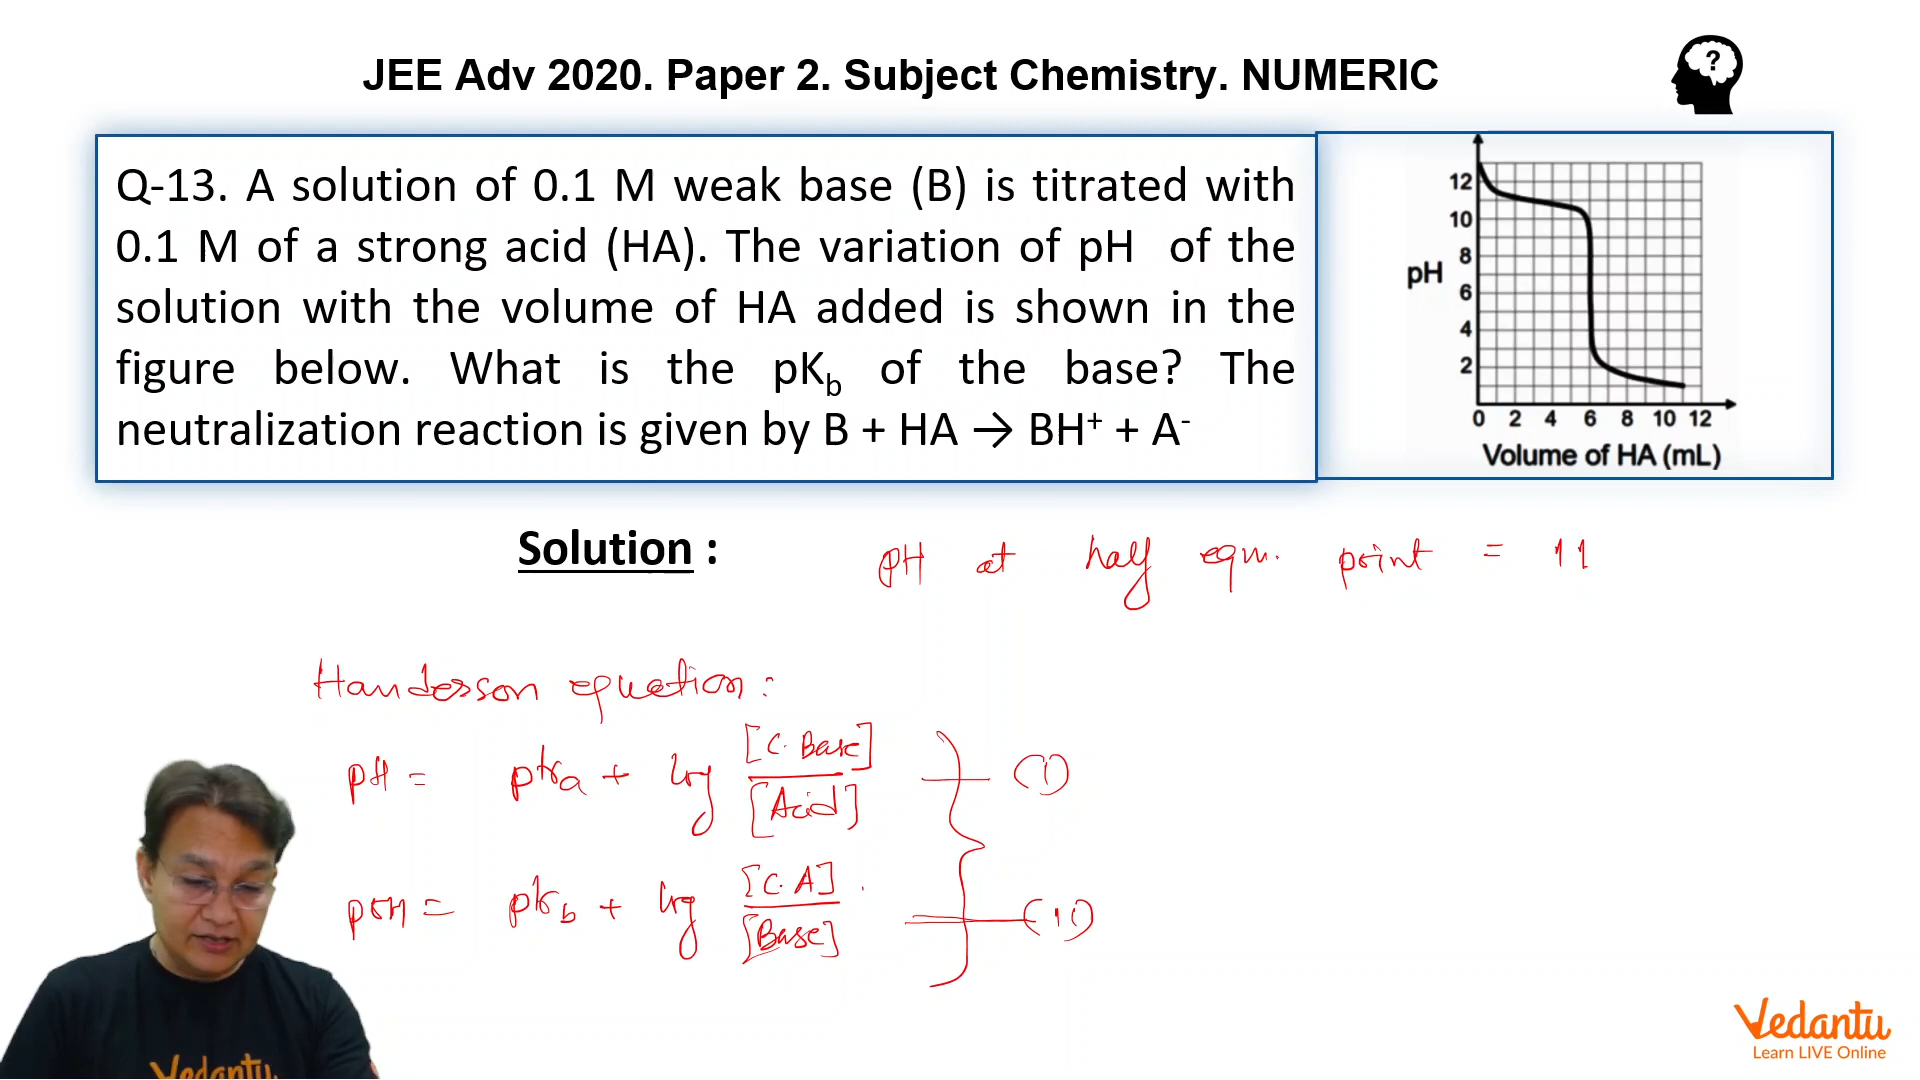 JEE Adv 2020. Paper 2. Subject Chemistry. NUMERIC
?
Q-13. A solution of 0.1 M weak base (B) is titrated with
0.1 M of a strong acid (HA). The variation of pH of the
solution with the volume of HA added is shown in the
figure below. What is the pKb of the base? The
neutralization reaction is given by B + HA → BH⁺ + A⁻
12
10
8
pH
6
4
2
0 2 4 6 8 10 12
Volume of HA (mL)
Solution :
pH at half eqm. point = 11
Handerson equation :
pH = pKa + log [C. Base] / [Acid] (I)
pOH = pKb + log [C. A] / [Base] (II)
Vedantu
Learn LIVE Online
Vedantu